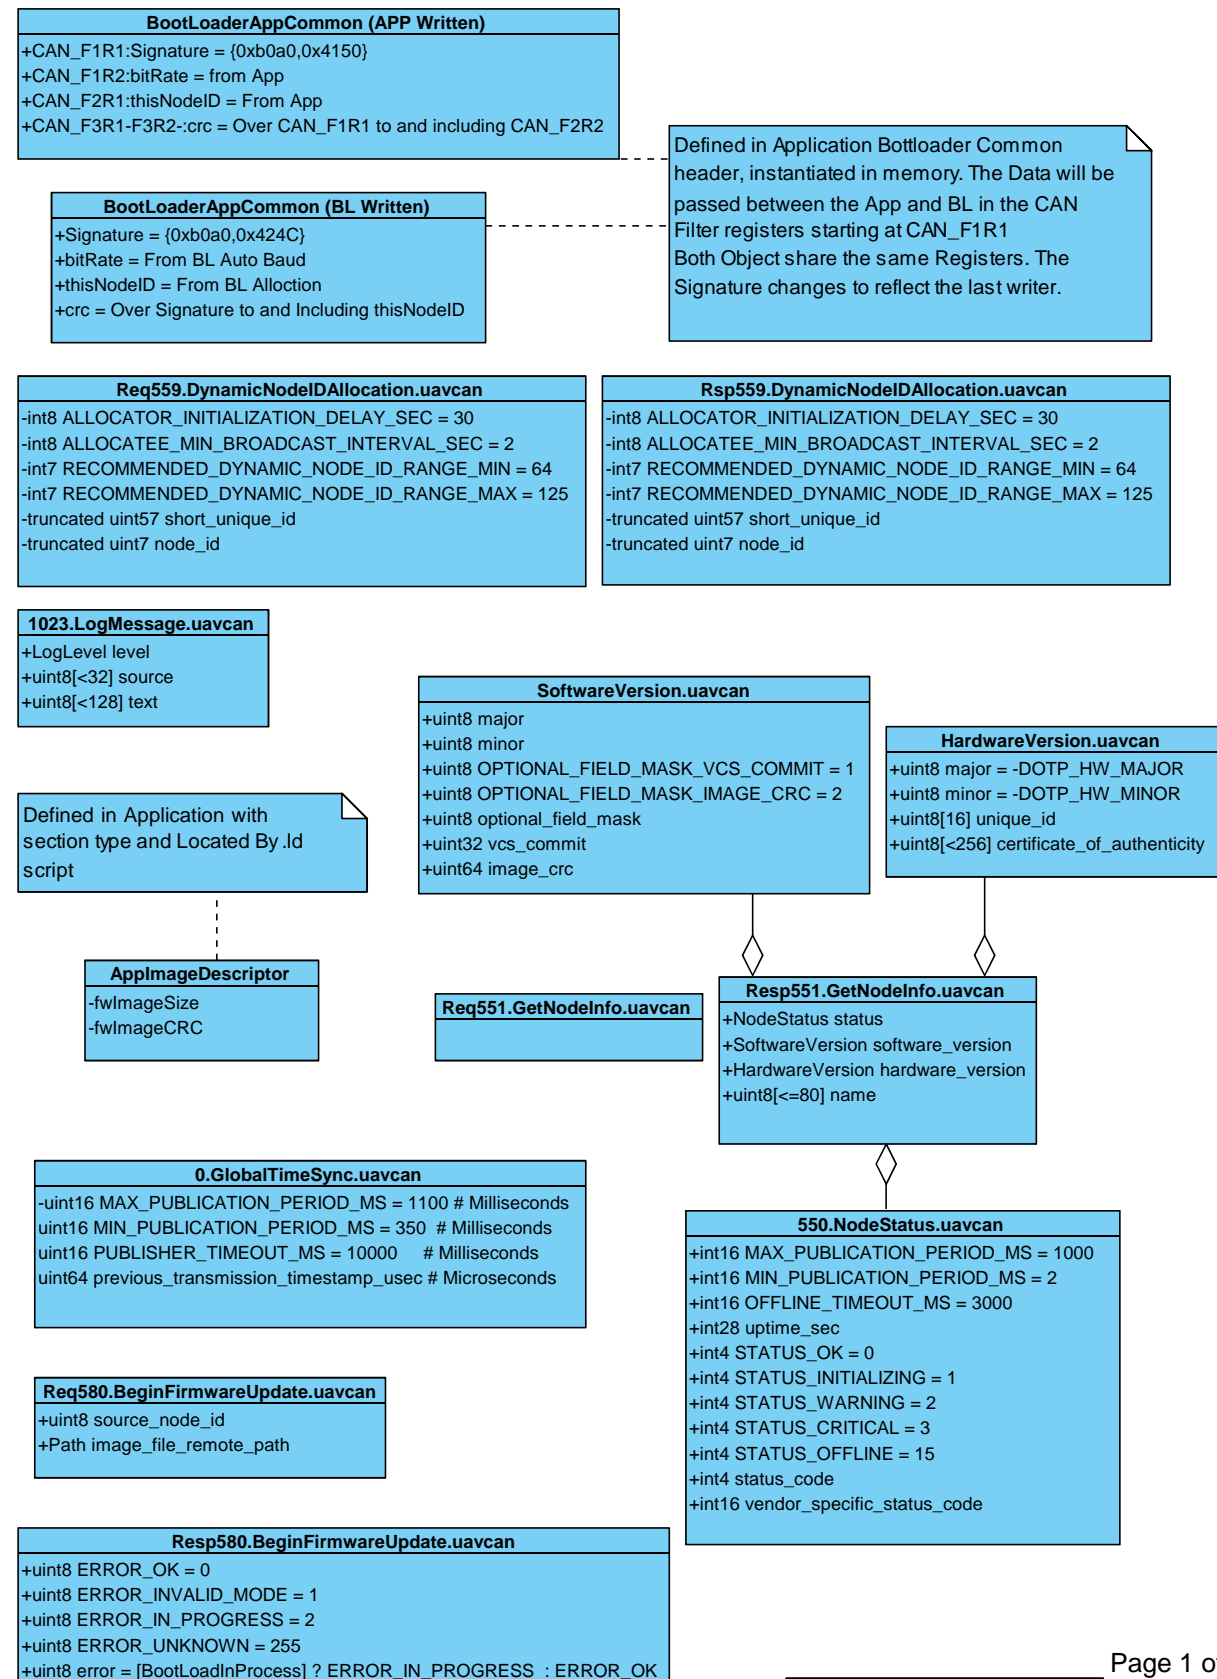 BootLoaderAppCommon (APP Written)
+CAN_F1R1:Signature = {0xb0a0,0x4150}
+CAN_F1R2:bitRate = from App
+CAN_F2R1:thisNodeID = From App
+CAN_F3R1-F3R2-:crc = Over CAN_F1R1 to and including CAN_F2R2
Defined in Application Bottloader Common
header, instantiated in memory. The Data will be
passed between the App and BL in the CAN
Filter registers starting at CAN_F1R1
Both Object share the same Registers. The
Signature changes to reflect the last writer.
BootLoaderAppCommon (BL Written)
+Signature = {0xb0a0,0x424C}
+bitRate = From BL Auto Baud
+thisNodeID = From BL Alloction
+crc = Over Signature to and Including thisNodeID
Req559.DynamicNodeIDAllocation.uavcan
-int8 ALLOCATOR_INITIALIZATION_DELAY_SEC = 30
-int8 ALLOCATEE_MIN_BROADCAST_INTERVAL_SEC = 2
-int7 RECOMMENDED_DYNAMIC_NODE_ID_RANGE_MIN = 64
-int7 RECOMMENDED_DYNAMIC_NODE_ID_RANGE_MAX = 125
-truncated uint57 short_unique_id
-truncated uint7 node_id
Rsp559.DynamicNodeIDAllocation.uavcan
-int8 ALLOCATOR_INITIALIZATION_DELAY_SEC = 30
-int8 ALLOCATEE_MIN_BROADCAST_INTERVAL_SEC = 2
-int7 RECOMMENDED_DYNAMIC_NODE_ID_RANGE_MIN = 64
-int7 RECOMMENDED_DYNAMIC_NODE_ID_RANGE_MAX = 125
-truncated uint57 short_unique_id
-truncated uint7 node_id
1023.LogMessage.uavcan
+LogLevel level
+uint8[<32] source
+uint8[<128] text
SoftwareVersion.uavcan
+uint8 major
+uint8 minor
+uint8 OPTIONAL_FIELD_MASK_VCS_COMMIT = 1
+uint8 OPTIONAL_FIELD_MASK_IMAGE_CRC = 2
+uint8 optional_field_mask
+uint32 vcs_commit
+uint64 image_crc
HardwareVersion.uavcan
+uint8 major = -DOTP_HW_MAJOR
+uint8 minor = -DOTP_HW_MINOR
+uint8[16] unique_id
+uint8[<256] certificate_of_authenticity
Defined in Application with
section type and Located By .ld
script
AppImageDescriptor
-fwImageSize
-fwImageCRC
Req551.GetNodeInfo.uavcan
Resp551.GetNodeInfo.uavcan
+NodeStatus status
+SoftwareVersion software_version
+HardwareVersion hardware_version
+uint8[<=80] name
0.GlobalTimeSync.uavcan
-uint16 MAX_PUBLICATION_PERIOD_MS = 1100 # Milliseconds
uint16 MIN_PUBLICATION_PERIOD_MS = 350 # Milliseconds
uint16 PUBLISHER_TIMEOUT_MS = 10000 # Milliseconds
uint64 previous_transmission_timestamp_usec # Microseconds
550.NodeStatus.uavcan
+int16 MAX_PUBLICATION_PERIOD_MS = 1000
+int16 MIN_PUBLICATION_PERIOD_MS = 2
+int16 OFFLINE_TIMEOUT_MS = 3000
+int28 uptime_sec
+int4 STATUS_OK = 0
+int4 STATUS_INITIALIZING = 1
+int4 STATUS_WARNING = 2
+int4 STATUS_CRITICAL = 3
+int4 STATUS_OFFLINE = 15
+int4 status_code
+int16 vendor_specific_status_code
Req580.BeginFirmwareUpdate.uavcan
+uint8 source_node_id
+Path image_file_remote_path
Resp580.BeginFirmwareUpdate.uavcan
+uint8 ERROR_OK = 0
+uint8 ERROR_INVALID_MODE = 1
+uint8 ERROR_IN_PROGRESS = 2
+uint8 ERROR_UNKNOWN = 255
+uint8 error = [BootLoadInProcess] ? ERROR_IN_PROGRESS : ERROR_OK
Page 1 o